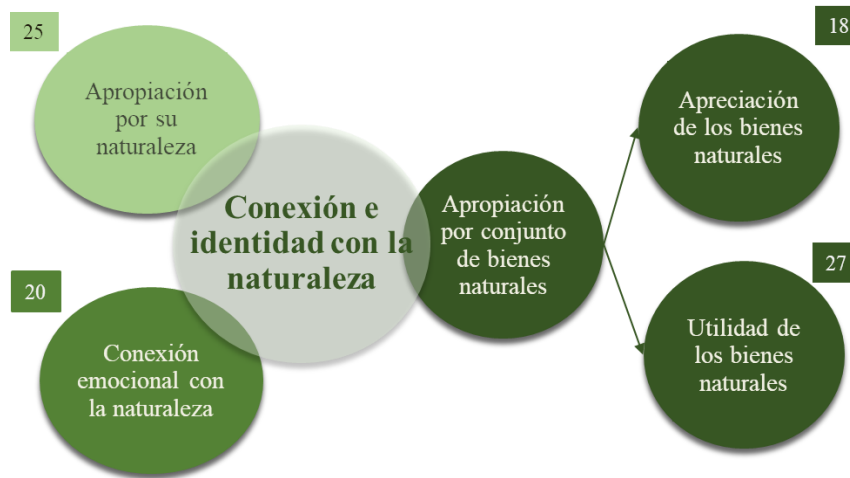 25
Apropiación
por su
naturaleza
20
Conexión
emocional con
la naturaleza
Conexión e
identidad con la
naturaleza
Apropiación
por conjunto
de bienes
naturales
18
Apreciación
de los bienes
naturales
27
Utilidad de
los bienes
naturales